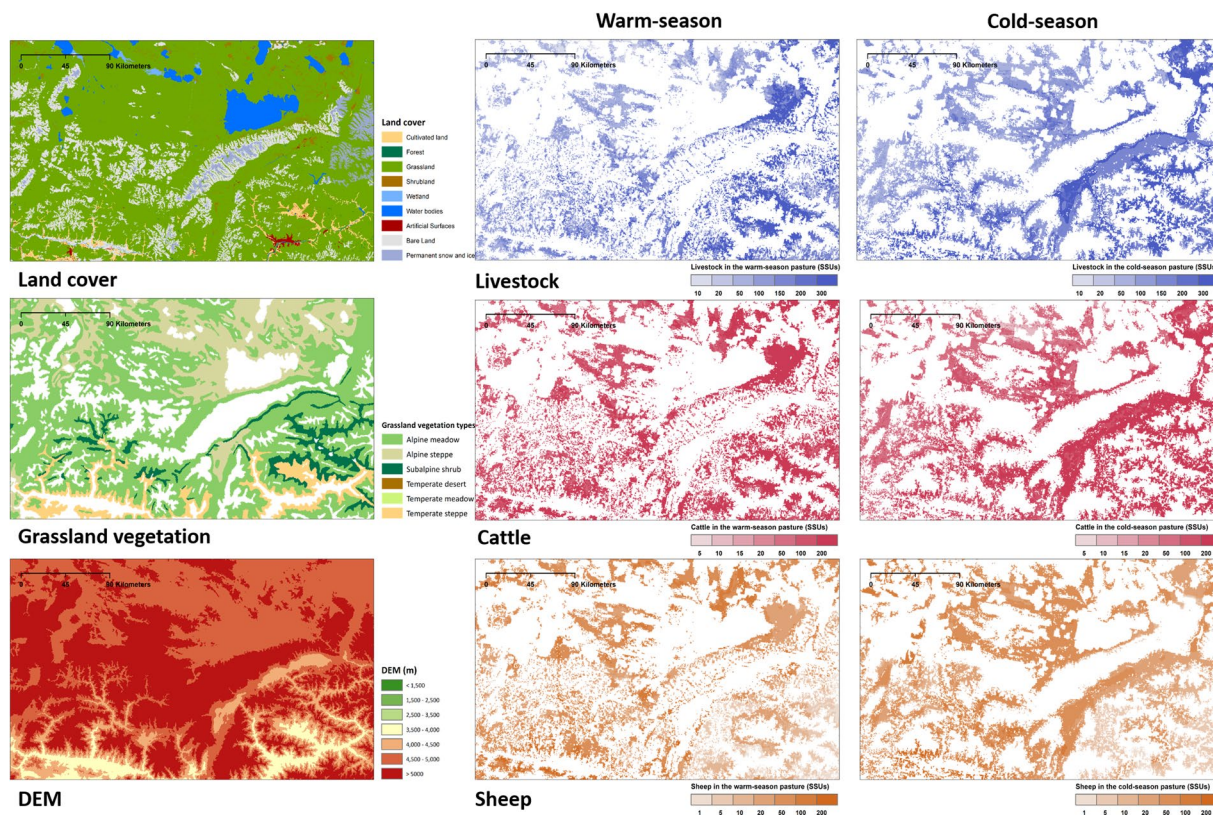 Warm-season
Cold-season
0 45 90 Kilometers
Land cover
Cultivated land
Forest
Grassland
Shrubland
Wetland
Water bodies
Artificial Surfaces
Bare Land
Permanent snow and ice
0 45 90 Kilometers
0 45 90 Kilometers
Land cover
Livestock
Livestock in the warm-season pasture (SSUs)
10 20 50 100 150 200 300
Livestock in the cold-season pasture (SSUs)
10 20 50 100 150 200 300
0 45 90 Kilometers
Grassland vegetation types
Alpine meadow
Alpine steppe
Subalpine shrub
Temperate desert
Temperate meadow
Temperate steppe
0 45 90 Kilometers
0 45 90 Kilometers
Grassland vegetation
Cattle
Cattle in the warm-season pasture (SSUs)
5 10 15 20 50 100 200
Cattle in the cold-season pasture (SSUs)
5 10 15 20 50 100 200
0 45 90 Kilometers
DEM (m)
< 1,500
1,500 - 2,500
2,500 - 3,500
3,500 - 4,000
4,000 - 4,500
4,500 - 5,000
> 5000
0 45 90 Kilometers
0 45 90 Kilometers
DEM
Sheep
Sheep in the warm-season pasture (SSUs)
1 5 10 20 50 100 200
Sheep in the cold-season pasture (SSUs)
1 5 10 20 50 100 200